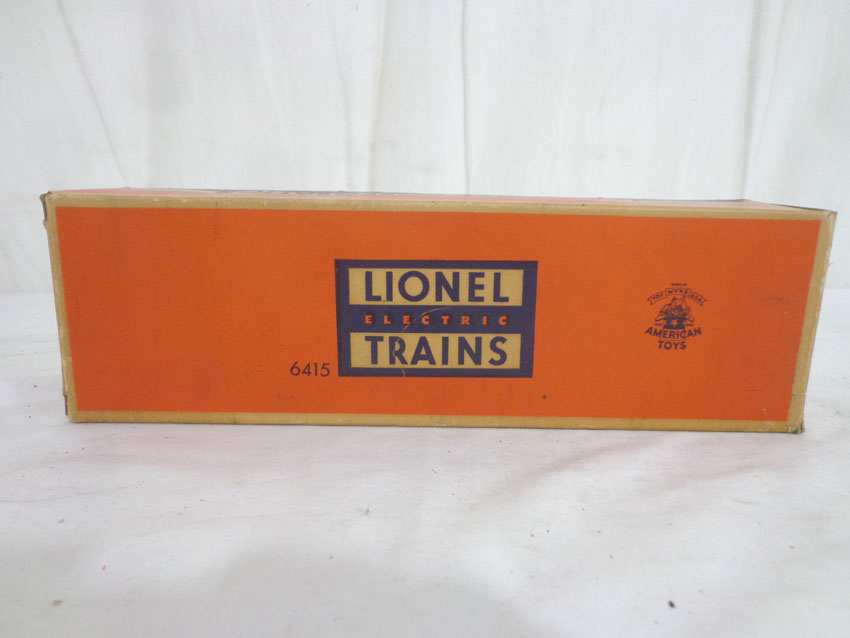 LIONEL
ELECTRIC
TRAINS
6415
AMERICAN
TOYS